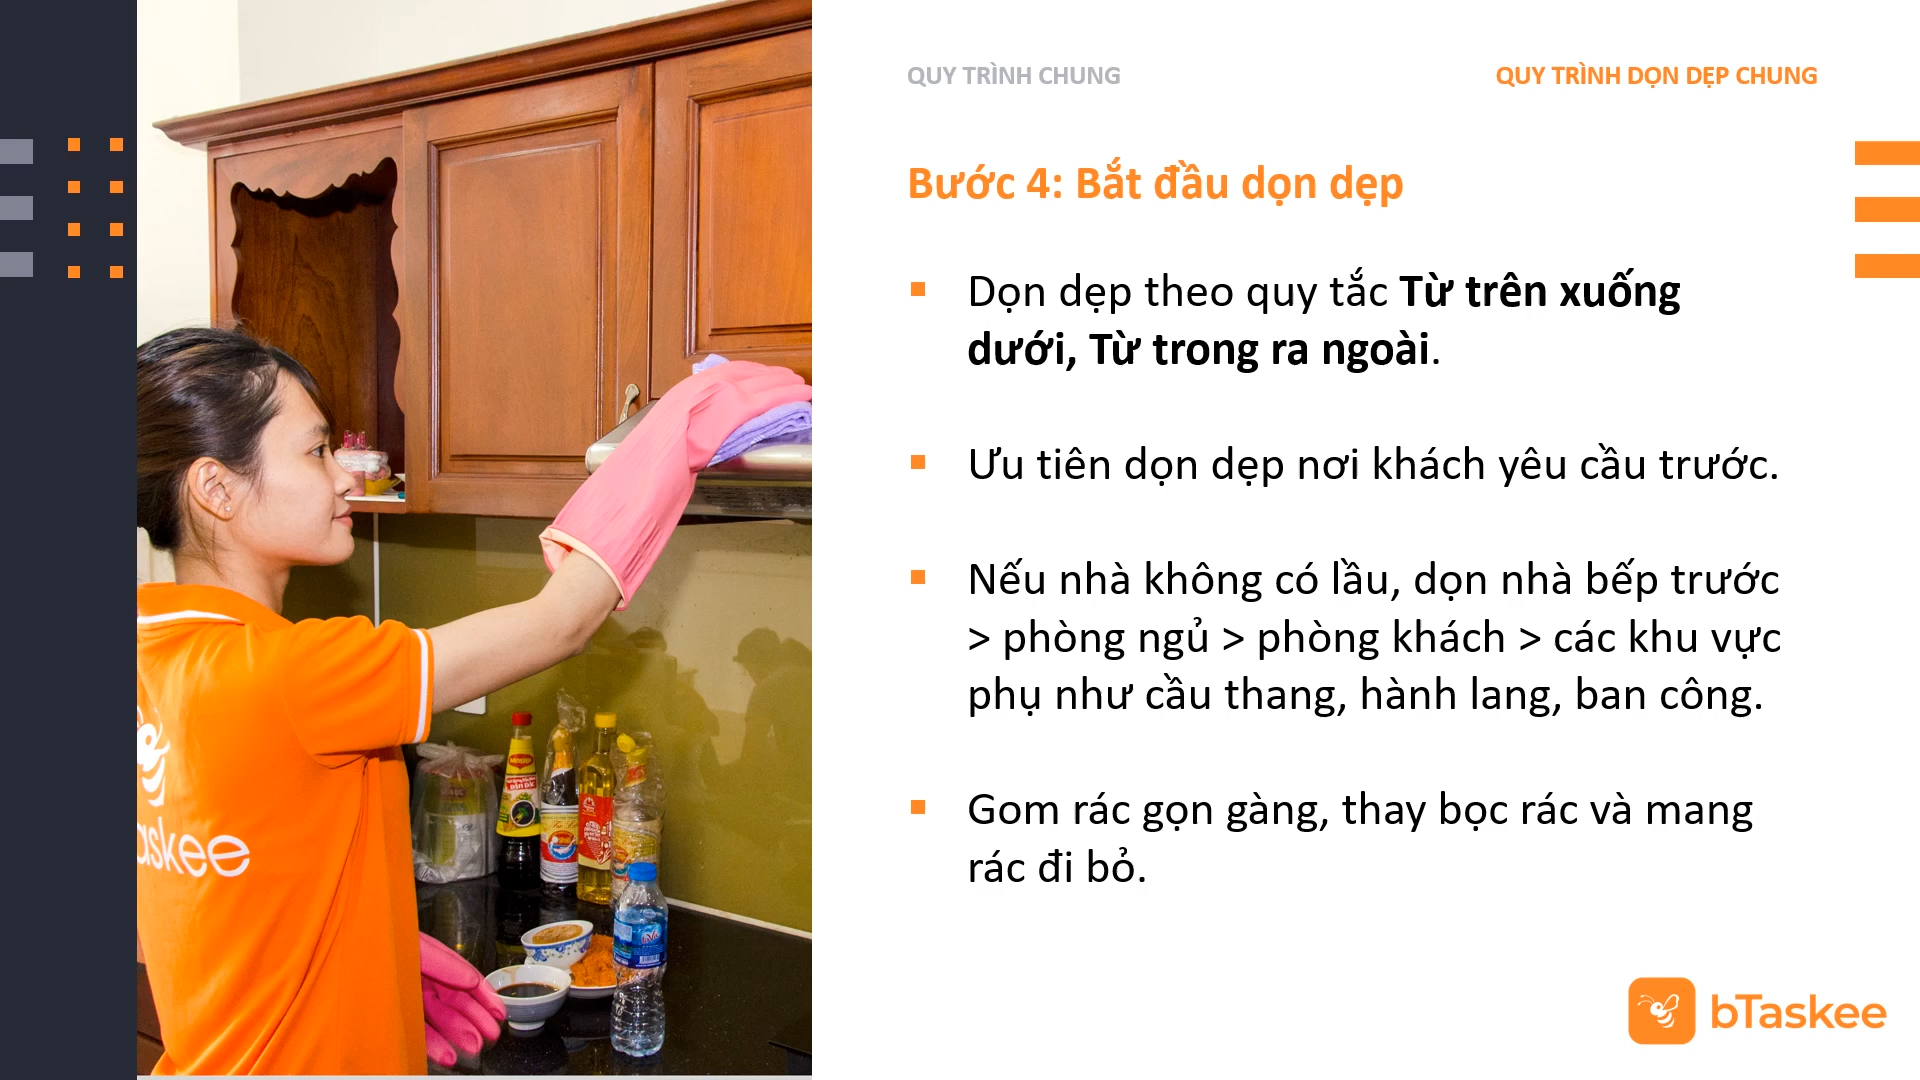 QUY TRÌNH CHUNG
QUY TRÌNH DỌN DẸP CHUNG
Bước 4: Bắt đầu dọn dẹp
Dọn dẹp theo quy tắc Từ trên xuống
dưới, Từ trong ra ngoài.
Ưu tiên dọn dẹp nơi khách yêu cầu trước.
Nếu nhà không có lầu, dọn nhà bếp trước
> phòng ngủ > phòng khách > các khu vực
phụ như cầu thang, hành lang, ban công.
Gom rác gọn gàng, thay bọc rác và mang
rác đi bỏ.
askee
bTaskee